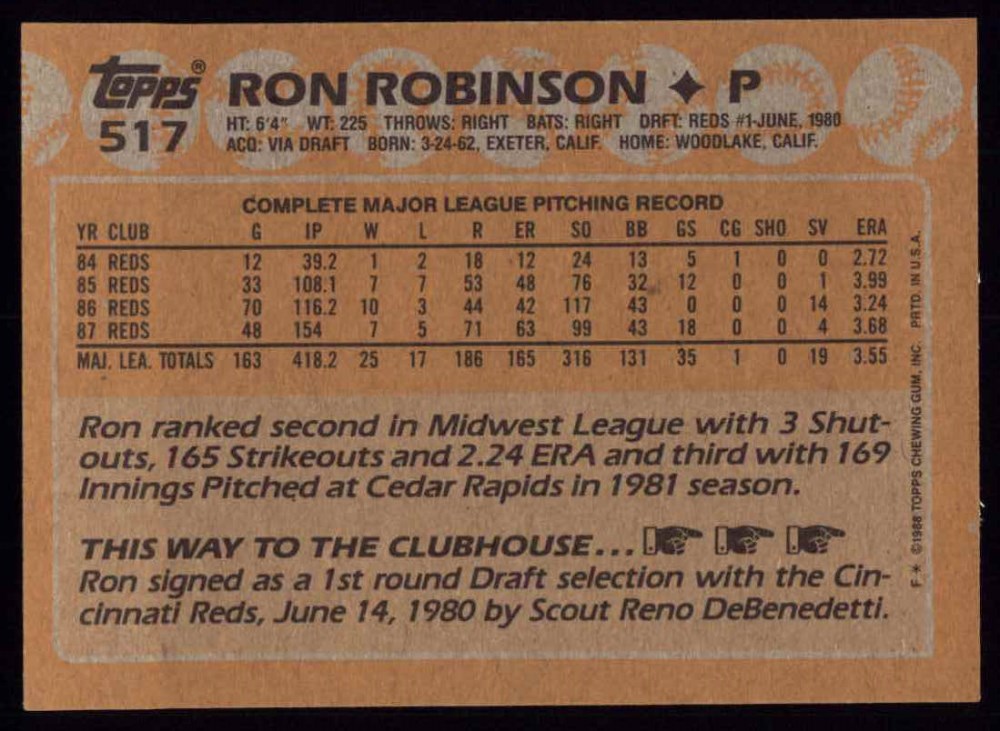 Topps® RON ROBINSON ✦ P
517 HT: 6'4" WT: 225 THROWS: RIGHT BATS: RIGHT DRFT: REDS #1-JUNE, 1980
ACQ: VIA DRAFT BORN: 3-24-62, EXETER, CALIF. HOME: WOODLAKE, CALIF.
COMPLETE MAJOR LEAGUE PITCHING RECORD
YR CLUB G IP W L R ER SO BB GS CG SHO SV ERA
84 REDS 12 39.2 1 2 18 12 24 13 5 1 0 0 2.72
85 REDS 33 108.1 7 7 53 48 76 32 12 0 0 1 3.99
86 REDS 70 116.2 10 3 44 42 117 43 0 0 0 14 3.24
87 REDS 48 154 7 5 71 63 99 43 18 0 0 4 3.68
MAJ. LEA. TOTALS 163 418.2 25 17 186 165 316 131 35 1 0 19 3.55
Ron ranked second in Midwest League with 3 Shut-
outs, 165 Strikeouts and 2.24 ERA and third with 169
Innings Pitched at Cedar Rapids in 1981 season.
THIS WAY TO THE CLUBHOUSE...
Ron signed as a 1st round Draft selection with the Cin-
cinnati Reds, June 14, 1980 by Scout Reno DeBenedetti.
F* ©1988 TOPPS CHEWING GUM, INC. PRTD. IN U.S.A.